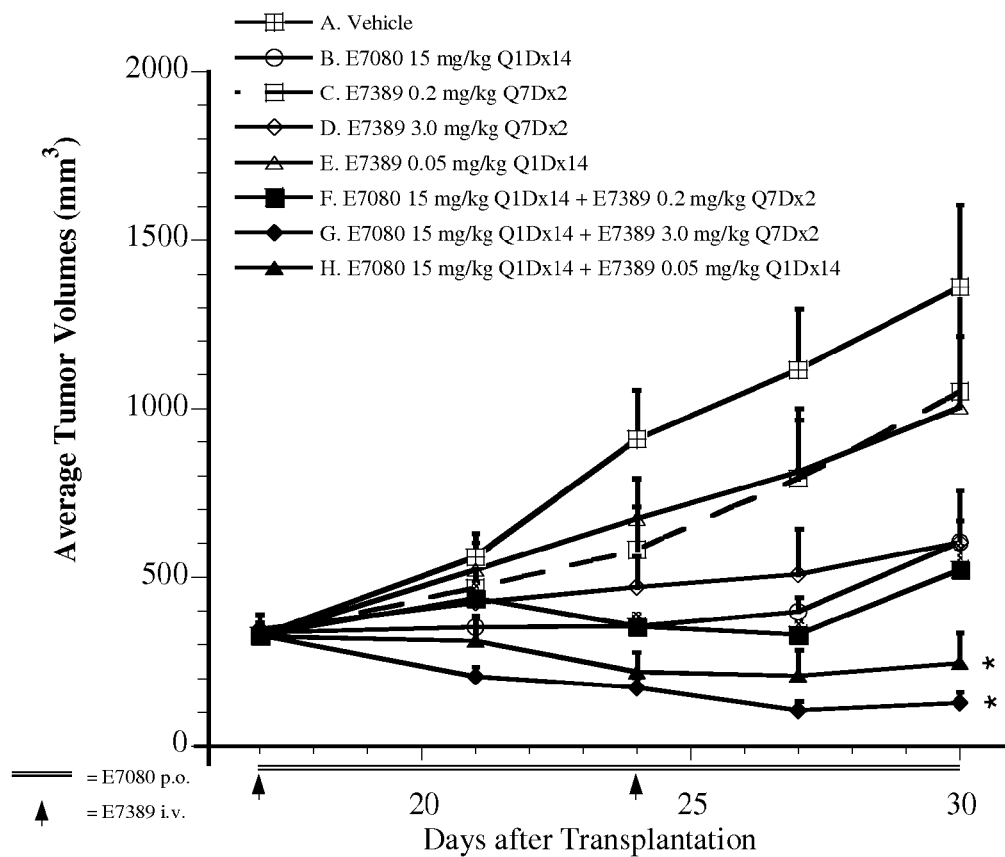 A. Vehicle
B. E7080 15 mg/kg Q1Dx14
C. E7389 0.2 mg/kg Q7Dx2
D. E7389 3.0 mg/kg Q7Dx2
E. E7389 0.05 mg/kg Q1Dx14
F. E7080 15 mg/kg Q1Dx14 + E7389 0.2 mg/kg Q7Dx2
G. E7080 15 mg/kg Q1Dx14 + E7389 3.0 mg/kg Q7Dx2
H. E7080 15 mg/kg Q1Dx14 + E7389 0.05 mg/kg Q1Dx14
Average Tumor Volumes (mm³)
2000
1500
1000
500
0
*
*
= E7080 p.o.
= E7389 i.v.
20 25 30
Days after Transplantation